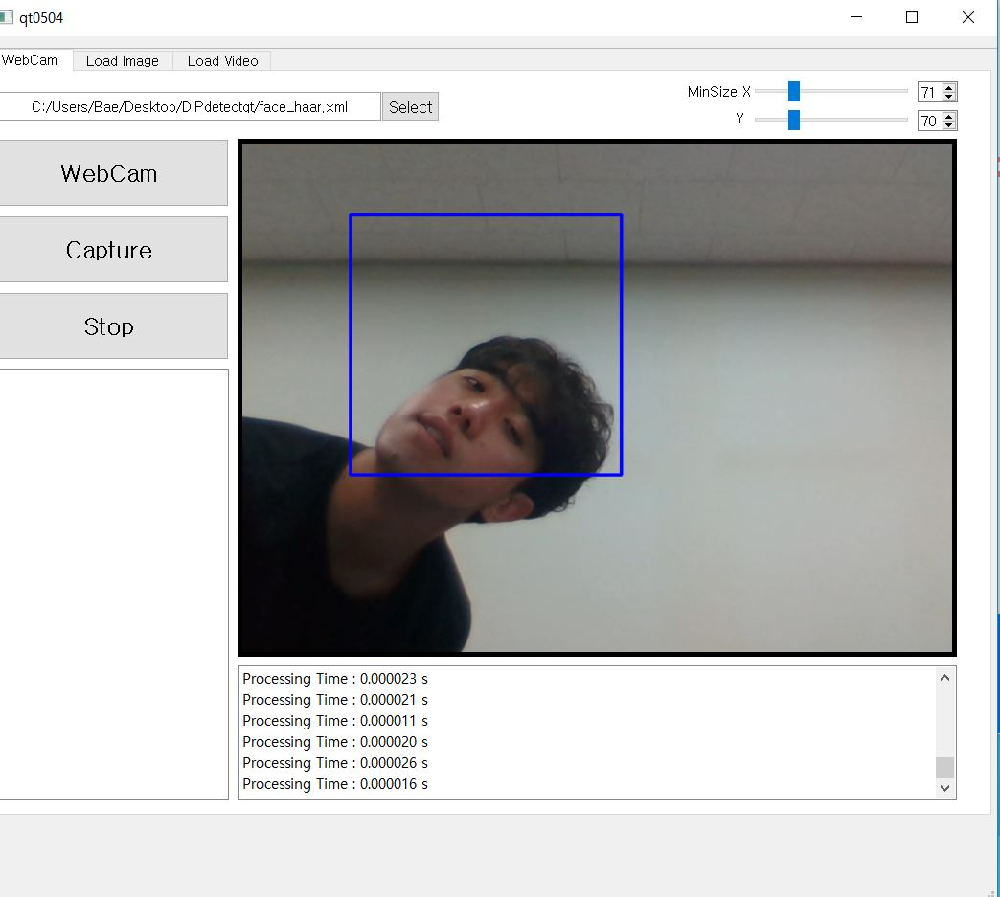 qt0504
WebCam Load Image Load Video
C:/Users/Bae/Desktop/DIPdetectqt/face_haar.xml Select
MinSize X 71
Y 70
WebCam
Capture
Stop
Processing Time : 0.000023 s
Processing Time : 0.000021 s
Processing Time : 0.000011 s
Processing Time : 0.000020 s
Processing Time : 0.000026 s
Processing Time : 0.000016 s